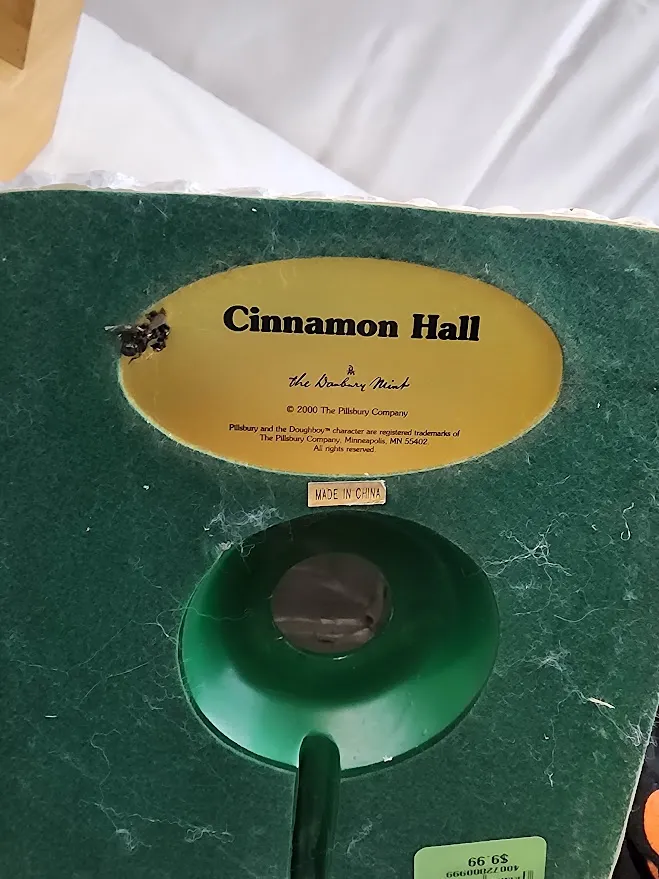 Cinnamon Hall
the Danbury Mint
© 2000 The Pillsbury Company
Pillsbury and the Doughboy™ character are registered trademarks of
The Pillsbury Company, Minneapolis, MN 55402.
All rights reserved.
MADE IN CHINA
$9.99